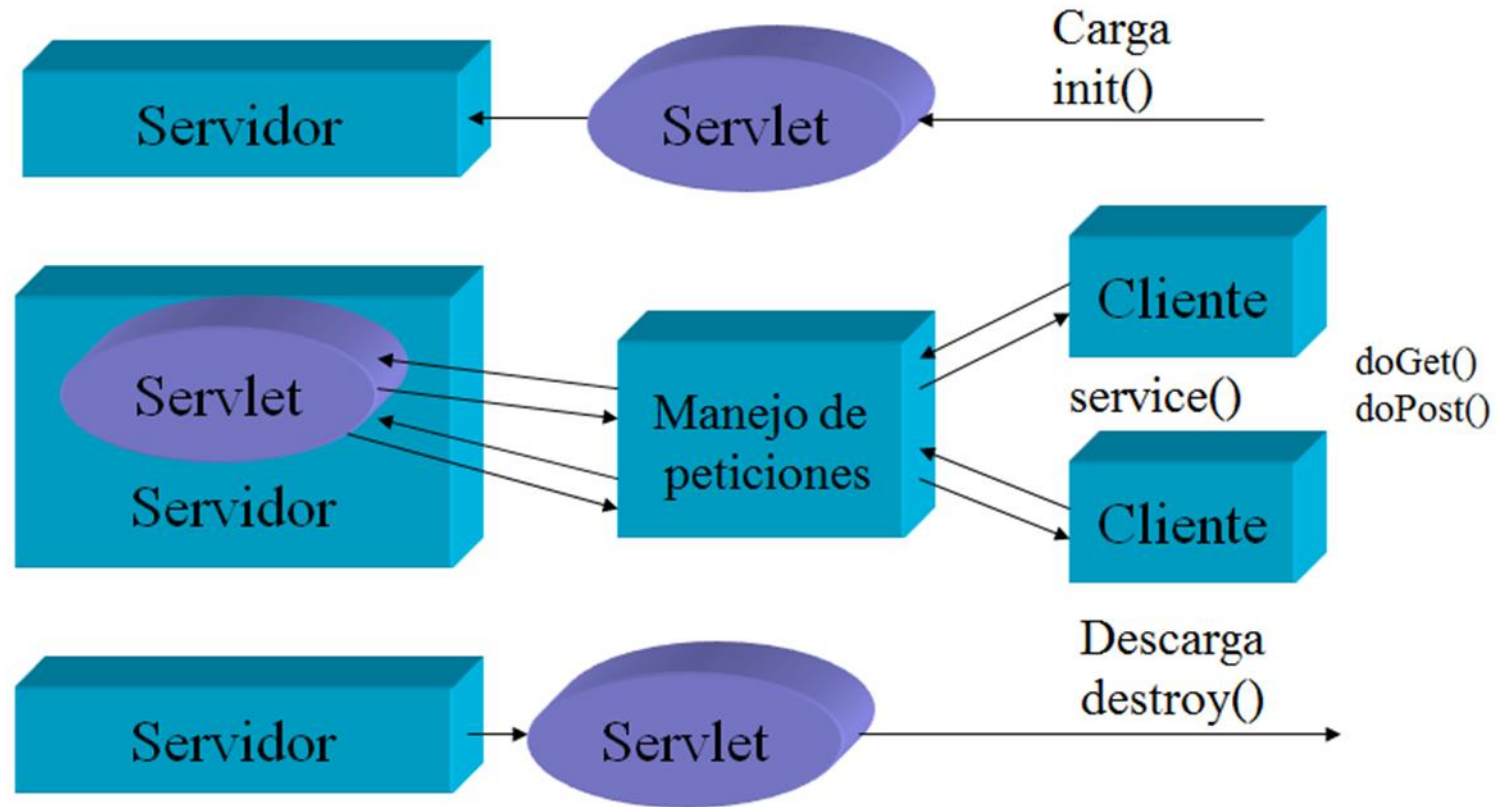 Carga
init()
Servidor
Servlet
Cliente
Servlet
Servidor
Manejo de
peticiones
service()
doGet()
doPost()
Cliente
Descarga
destroy()
Servidor
Servlet